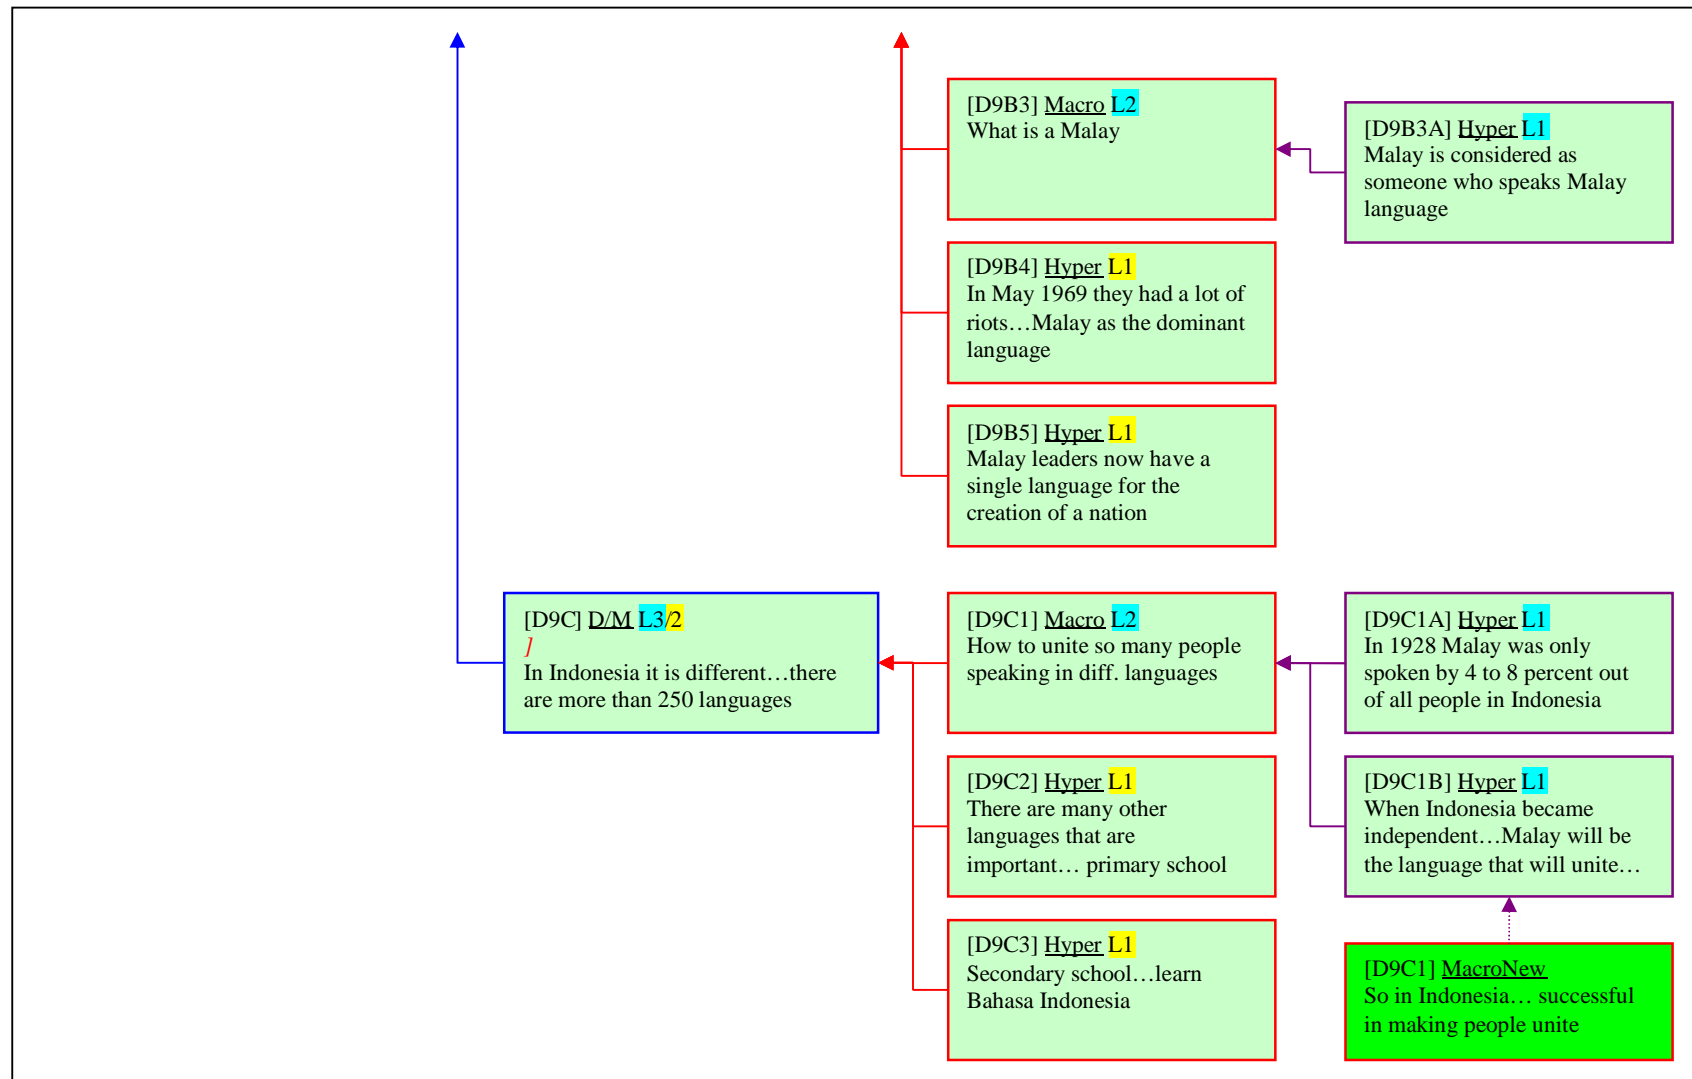 [D9B3] Macro L2
What is a Malay
[D9B3A] Hyper L1
Malay is considered as
someone who speaks Malay
language
[D9B4] Hyper L1
In May 1969 they had a lot of
riots…Malay as the dominant
language
[D9B5] Hyper L1
Malay leaders now have a
single language for the
creation of a nation
[D9C] D/M L3/2
]
In Indonesia it is different…there
are more than 250 languages
[D9C1] Macro L2
How to unite so many people
speaking in diff. languages
[D9C1A] Hyper L1
In 1928 Malay was only
spoken by 4 to 8 percent out
of all people in Indonesia
[D9C2] Hyper L1
There are many other
languages that are
important… primary school
[D9C1B] Hyper L1
When Indonesia became
independent…Malay will be
the language that will unite…
[D9C3] Hyper L1
Secondary school…learn
Bahasa Indonesia
[D9C1] MacroNew
So in Indonesia… successful
in making people unite